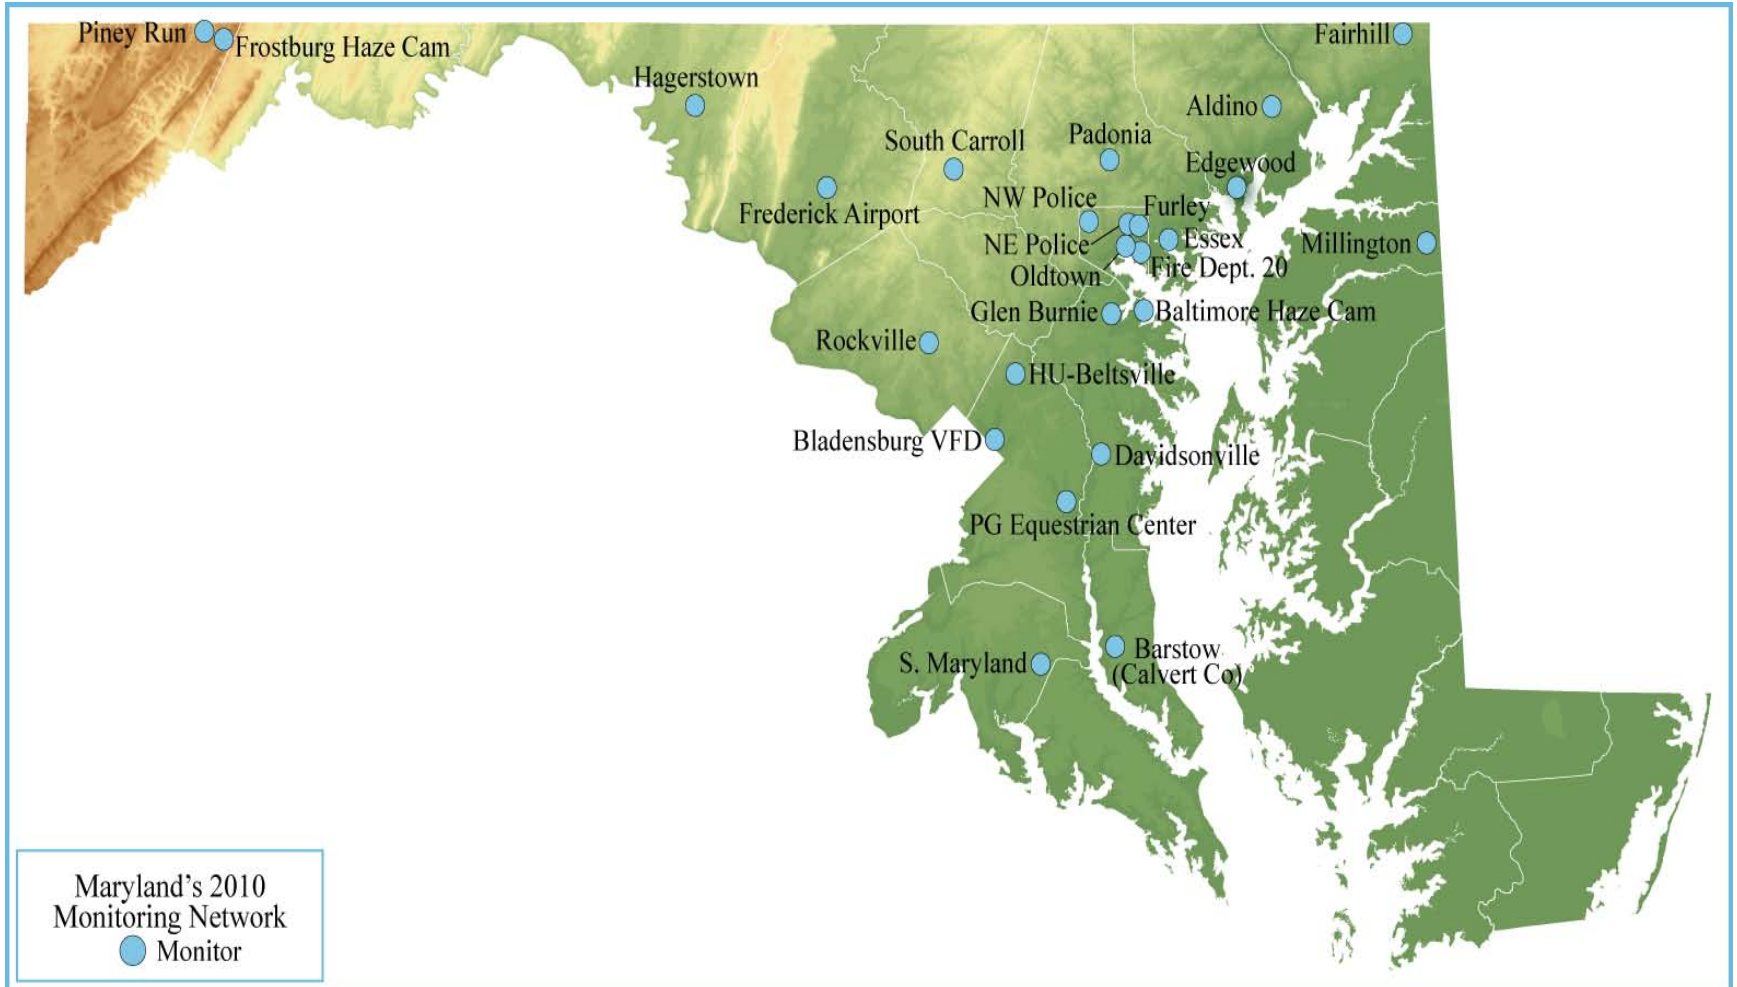 Piney Run
Frostburg Haze Cam
Fairhill
Hagerstown
Aldino
South Carroll
Padonia
Edgewood
Frederick Airport
NW Police
Furley
NE Police
Essex
Millington
Oldtown
Fire Dept. 20
Glen Burnie
Baltimore Haze Cam
Rockville
HU-Beltsville
Bladensburg VFD
Davidsonville
PG Equestrian Center
S. Maryland
Barstow
(Calvert Co)
Maryland's 2010
Monitoring Network
Monitor